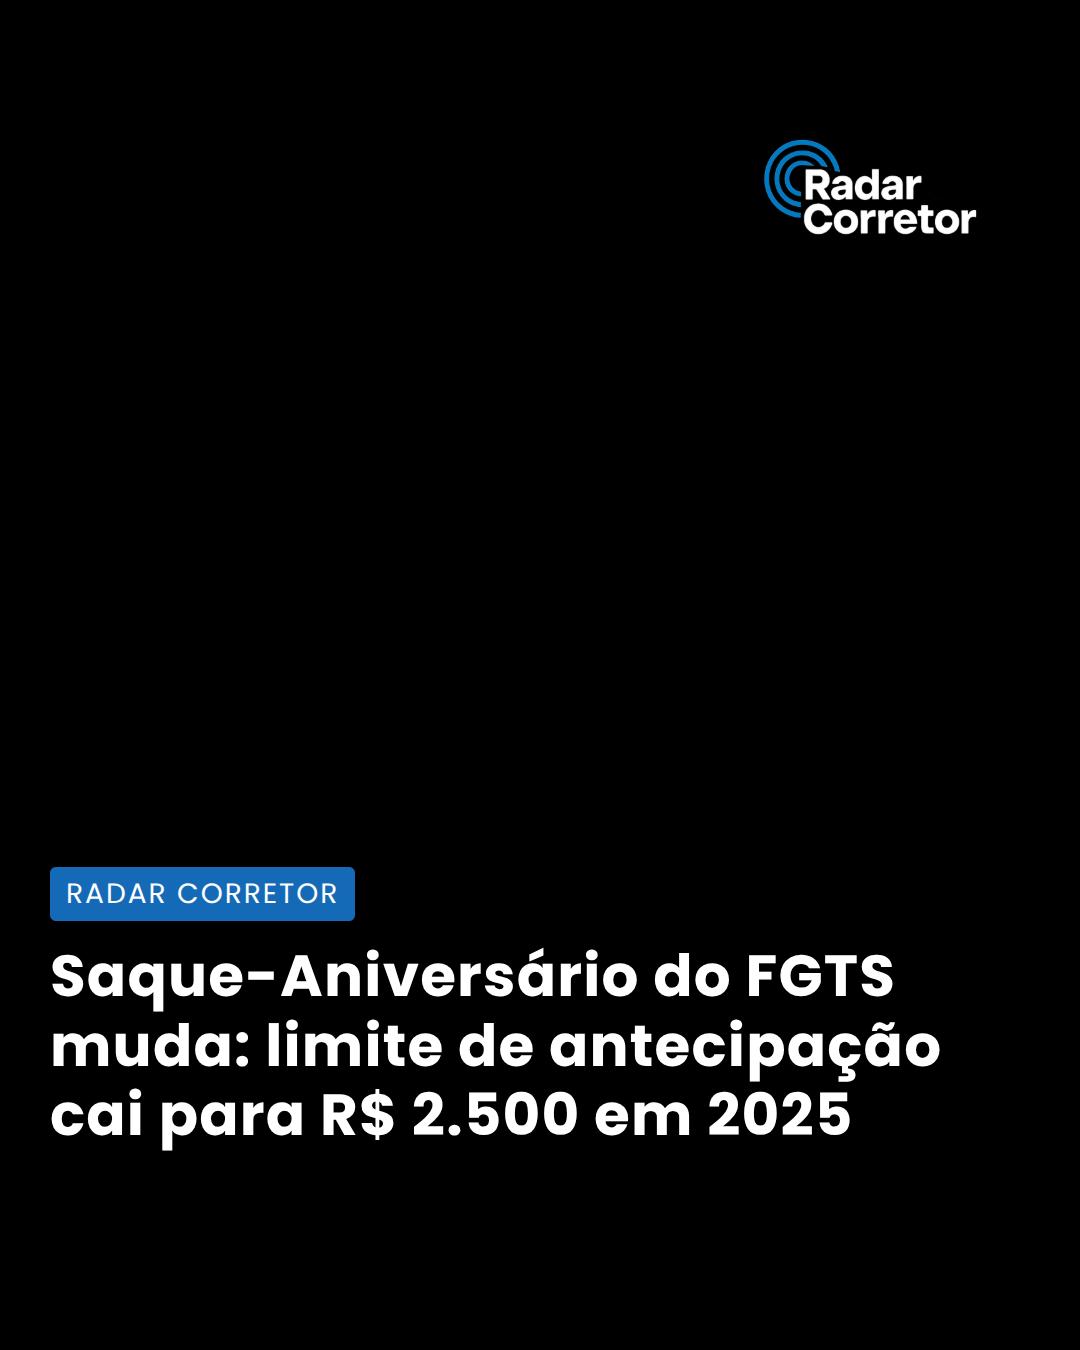 Radar
Corretor
RADAR CORRETOR
Saque-Aniversário do FGTS
muda: limite de antecipação
cai para R$ 2.500 em 2025